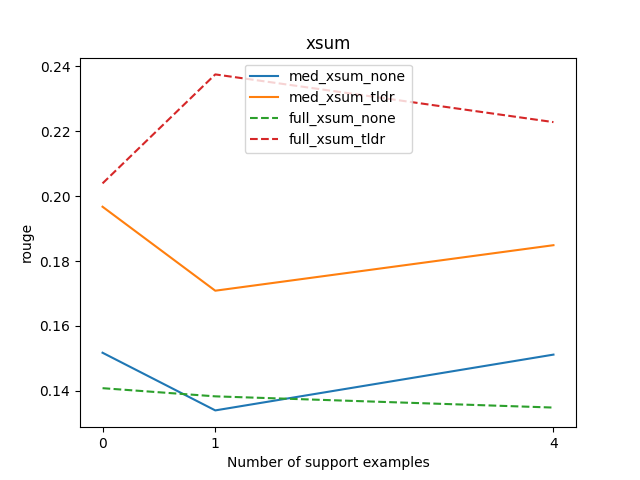 xsum
0.24
0.22
0.20
0.18
0.16
0.14
rouge
med_xsum_none
med_xsum_tldr
full_xsum_none
full_xsum_tldr
0
1
4
Number of support examples